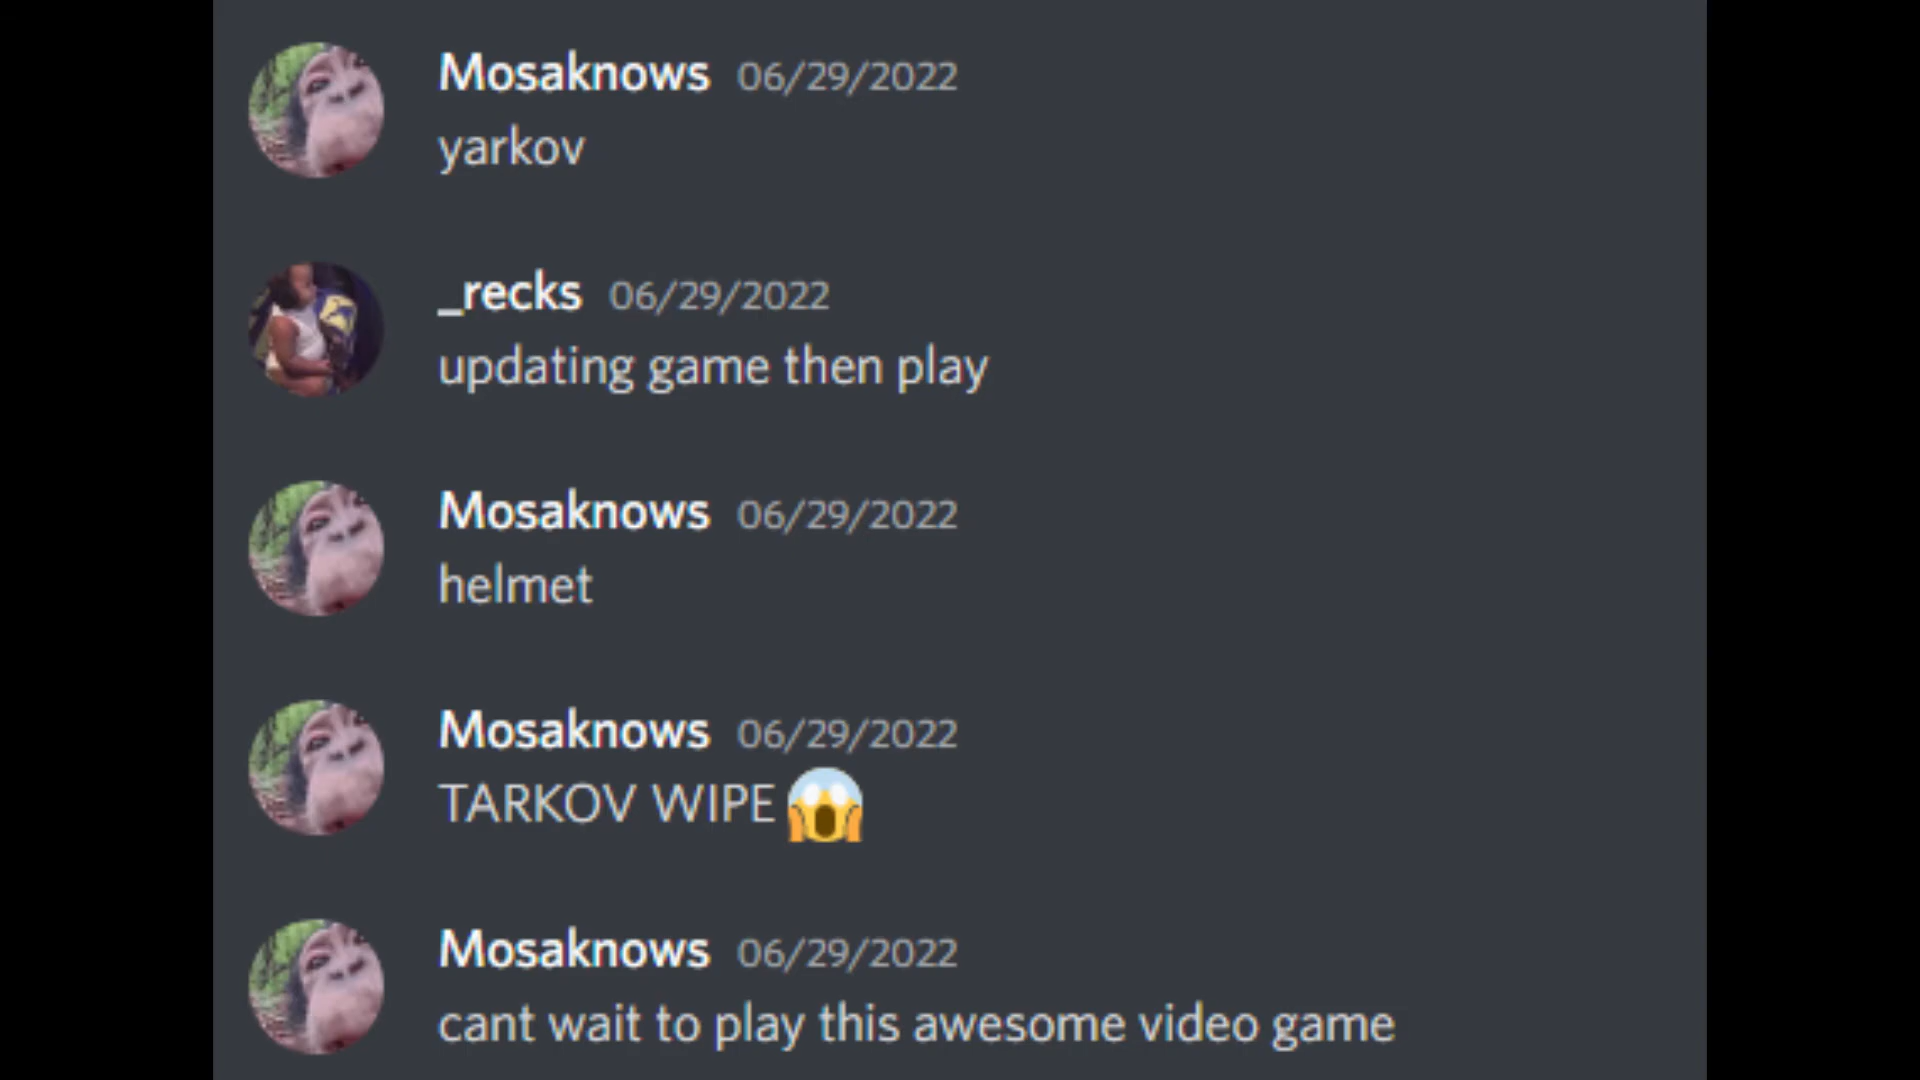 Mosaknows 06/29/2022
yarkov
_recks 06/29/2022
updating game then play
Mosaknows 06/29/2022
helmet
Mosaknows 06/29/2022
TARKOV WIPE 😱
Mosaknows 06/29/2022
cant wait to play this awesome video game